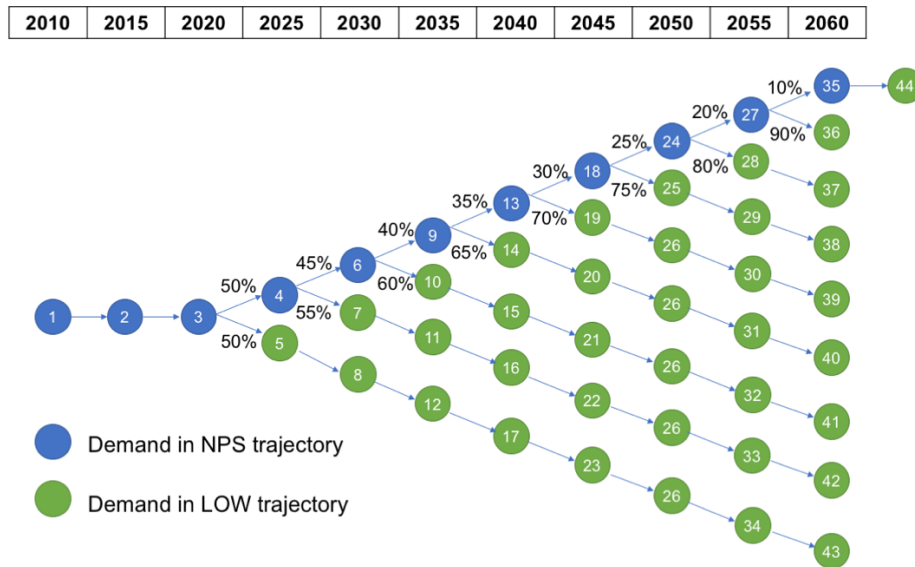 2010 2015 2020 2025 2030 2035 2040 2045 2050 2055 2060
10% 35 44
20% 27
25% 24 90% 36
30% 18 80% 28
35% 13 75% 25 37
40% 9 70% 19 29
45% 6 65% 14 26 38
50% 4 60% 10 20 30 39
1 2 3 55% 7 15 26 31 40
50% 5 11 21 26 32 41
8 16 22 26 33 42
12 17 23 26 34 43
Demand in NPS trajectory
Demand in LOW trajectory